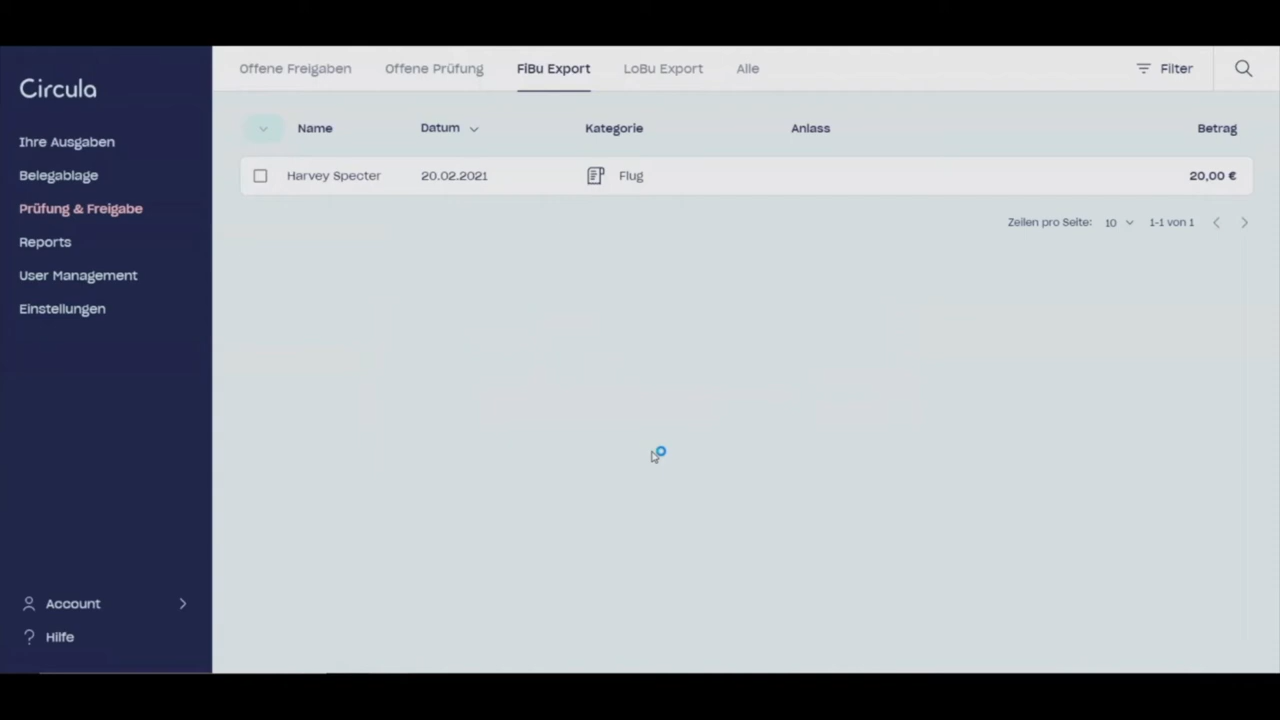 Circula
Ihre Ausgaben
Belegablage
Prüfung & Freigabe
Reports
User Management
Einstellungen
Account
Hilfe
Offene Freigaben Offene Prüfung FiBu Export LoBu Export Alle Filter
Name Datum Kategorie Anlass Betrag
Harvey Specter 20.02.2021 Flug 20,00 €
Zeilen pro Seite: 10 1-1 von 1